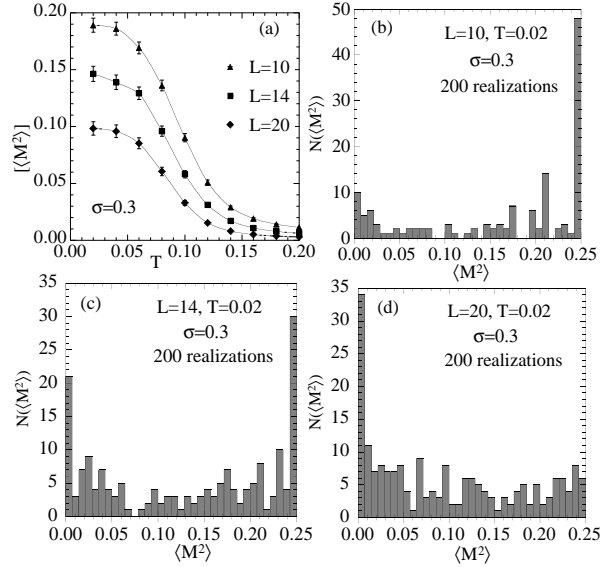 (a)
[⟨M²⟩]
0.20
0.15
0.10
0.05
0.00
L=10
L=14
L=20
σ=0.3
0.00 0.05 0.10 0.15 0.20
T
(b)
L=10, T=0.02
σ=0.3
200 realizations
N(⟨M²⟩)
50
40
30
20
10
0
0.00 0.05 0.10 0.15 0.20 0.25
⟨M²⟩
(c)
L=14, T=0.02
σ=0.3
200 realizations
N(⟨M²⟩)
35
30
25
20
15
10
5
0
0.00 0.05 0.10 0.15 0.20 0.25
⟨M²⟩
(d)
L=20, T=0.02
σ=0.3
200 realizations
N(⟨M²⟩)
35
30
25
20
15
10
5
0
0.00 0.05 0.10 0.15 0.20 0.25
⟨M²⟩